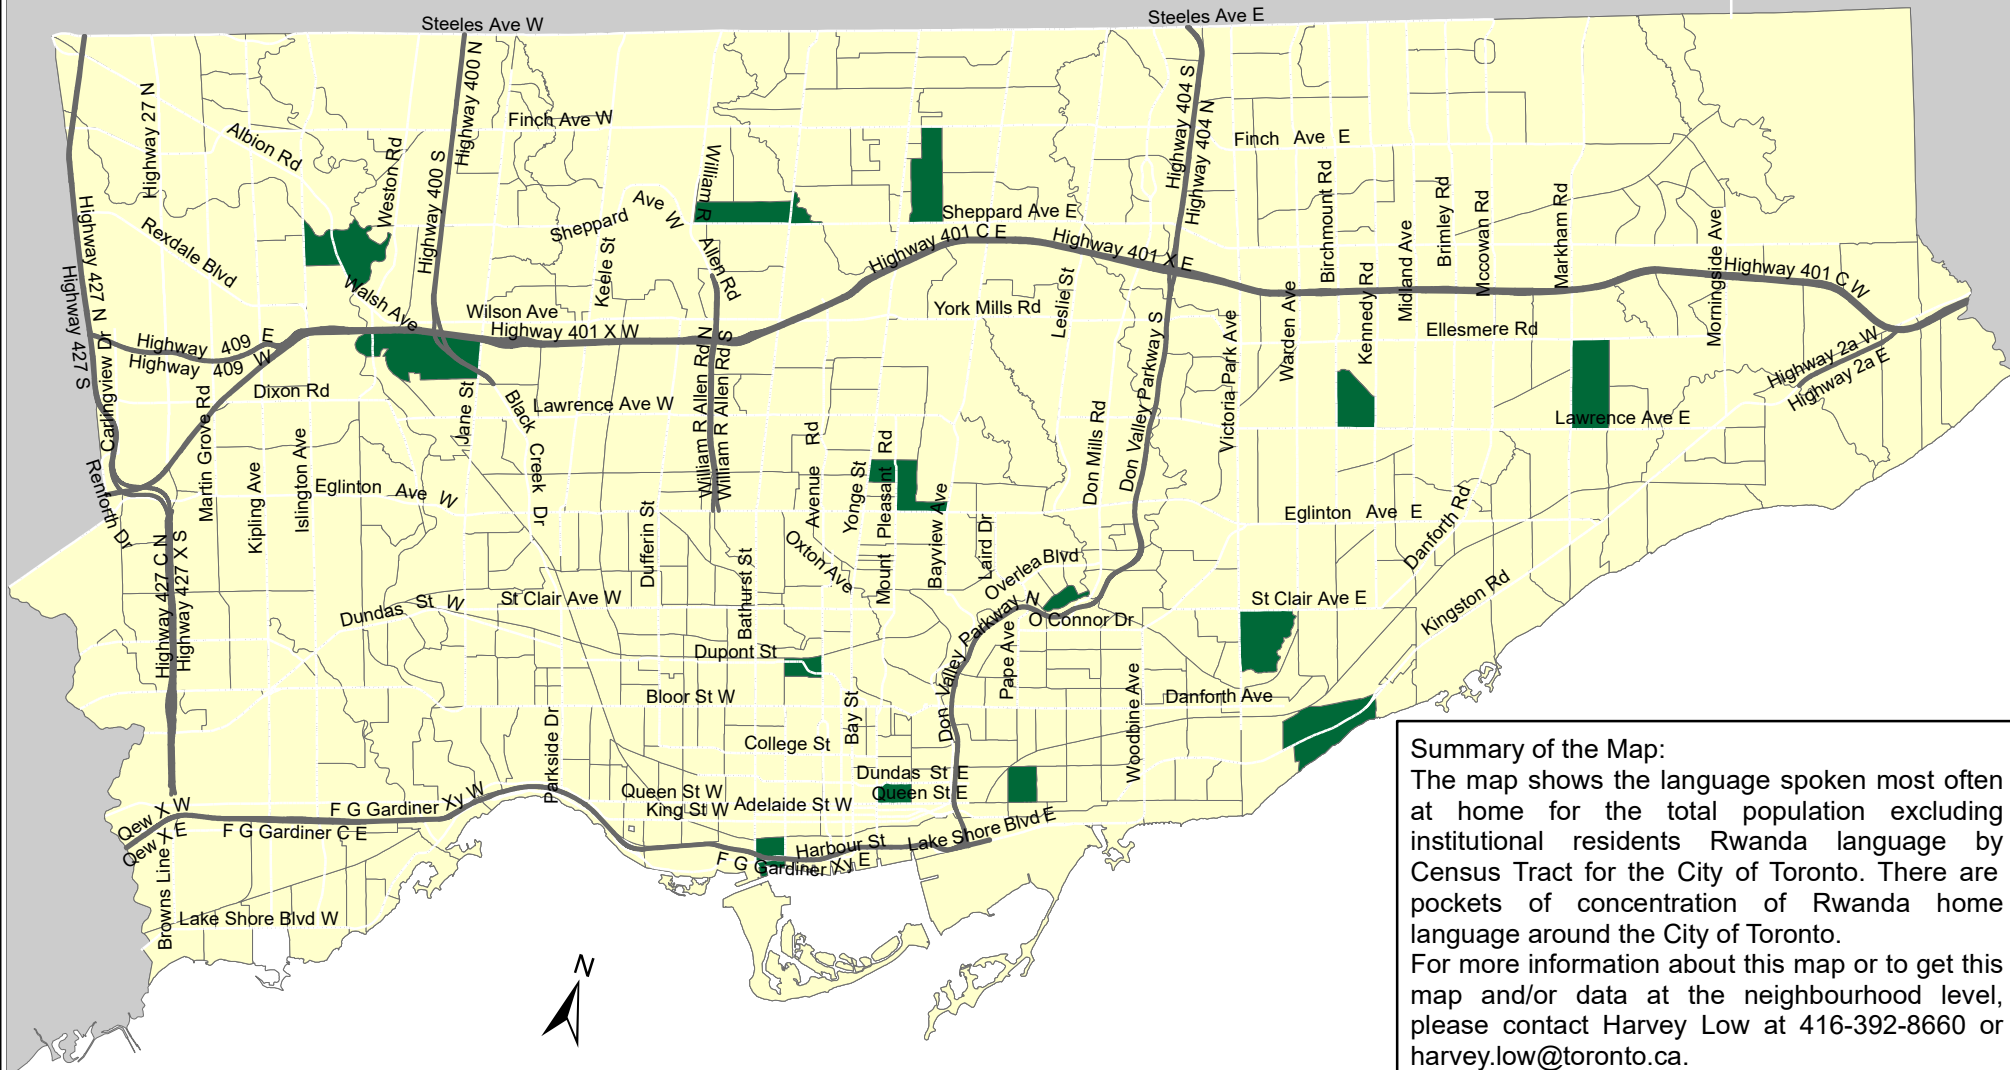 Steeles Ave W
Steeles Ave E
Highway 27 N
Albion Rd
Weston Rd
Highway 400 N
Highway 400 S
Finch Ave W
William R Allen Rd
Highway 404 S
Highway 404 N
Finch Ave E
Highway 427 N
Highway 427 S
Rexdale Blvd
Sheppard Ave W
Keele St
Sheppard Ave E
Highway 401 C E
Highway 401 X E
Leslie St
Birchmount Rd
Kennedy Rd
Midland Ave
Brimley Rd
Mccowan Rd
Markham Rd
Morningside Ave
Highway 401 C W
Walsh Ave
Wilson Ave
Highway 401 X W
York Mills Rd
Ellesmere Rd
Warden Ave
Victoria Park Ave
Highway 409 E
Highway 409 W
Carlingview Dr
Dixon Rd
Martin Grove Rd
Jane St
Black Creek Dr
Lawrence Ave W
William R Allen Rd N
William R Allen Rd S
Don Valley Parkway S
Don Mills Rd
Lawrence Ave E
Highway 2a W
Highway 2a E
Renforth Dr
Kipling Ave
Islington Ave
Eglinton Ave W
Dufferin St
Avenue Rd
Yonge St
Mount Pleasant Rd
Bayview Ave
Laird Dr
Eglinton Ave E
Danforth Rd
Highway 427 C N
Highway 427 X S
Oxton Ave
Overlea Blvd
Dundas St W
St Clair Ave W
Bathurst St
Don Valley Parkway N
O Connor Dr
St Clair Ave E
Kingston Rd
Dupont St
Pape Ave
Bloor St W
Bay St
Woodbine Ave
Danforth Ave
Parkside Dr
College St
Dundas St E
Queen St W
Queen St E
King St W
Adelaide St W
Qew X W
Qew X E
F G Gardiner Xy W
F G Gardiner C E
Harbour St
Lake Shore Blvd E
F G Gardiner Xy E
Browns Line
Lake Shore Blvd W
N
Summary of the Map:
The map shows the language spoken most often
at home for the total population excluding
institutional residents Rwanda language by
Census Tract for the City of Toronto. There are
pockets of concentration of Rwanda home
language around the City of Toronto.
For more information about this map or to get this
map and/or data at the neighbourhood level,
please contact Harvey Low at 416-392-8660 or
harvey.low@toronto.ca.